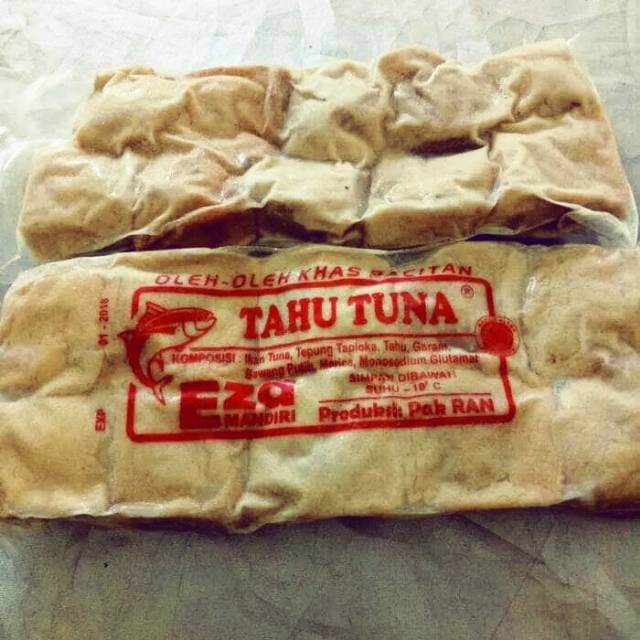 OLEH-OLEH KHAS PACITAN
TAHU TUNA ®
KOMPOSISI : Ikan Tuna, Tepung Tapioka, Tahu, Garam,
Bawang Putih, Merica, Monosodium Glutamat
SIMPAN DIBAWAH
SUHU - 18° C
Eza
MANDIRI
Produksi: Pak RAN
EXP
01 - 2018